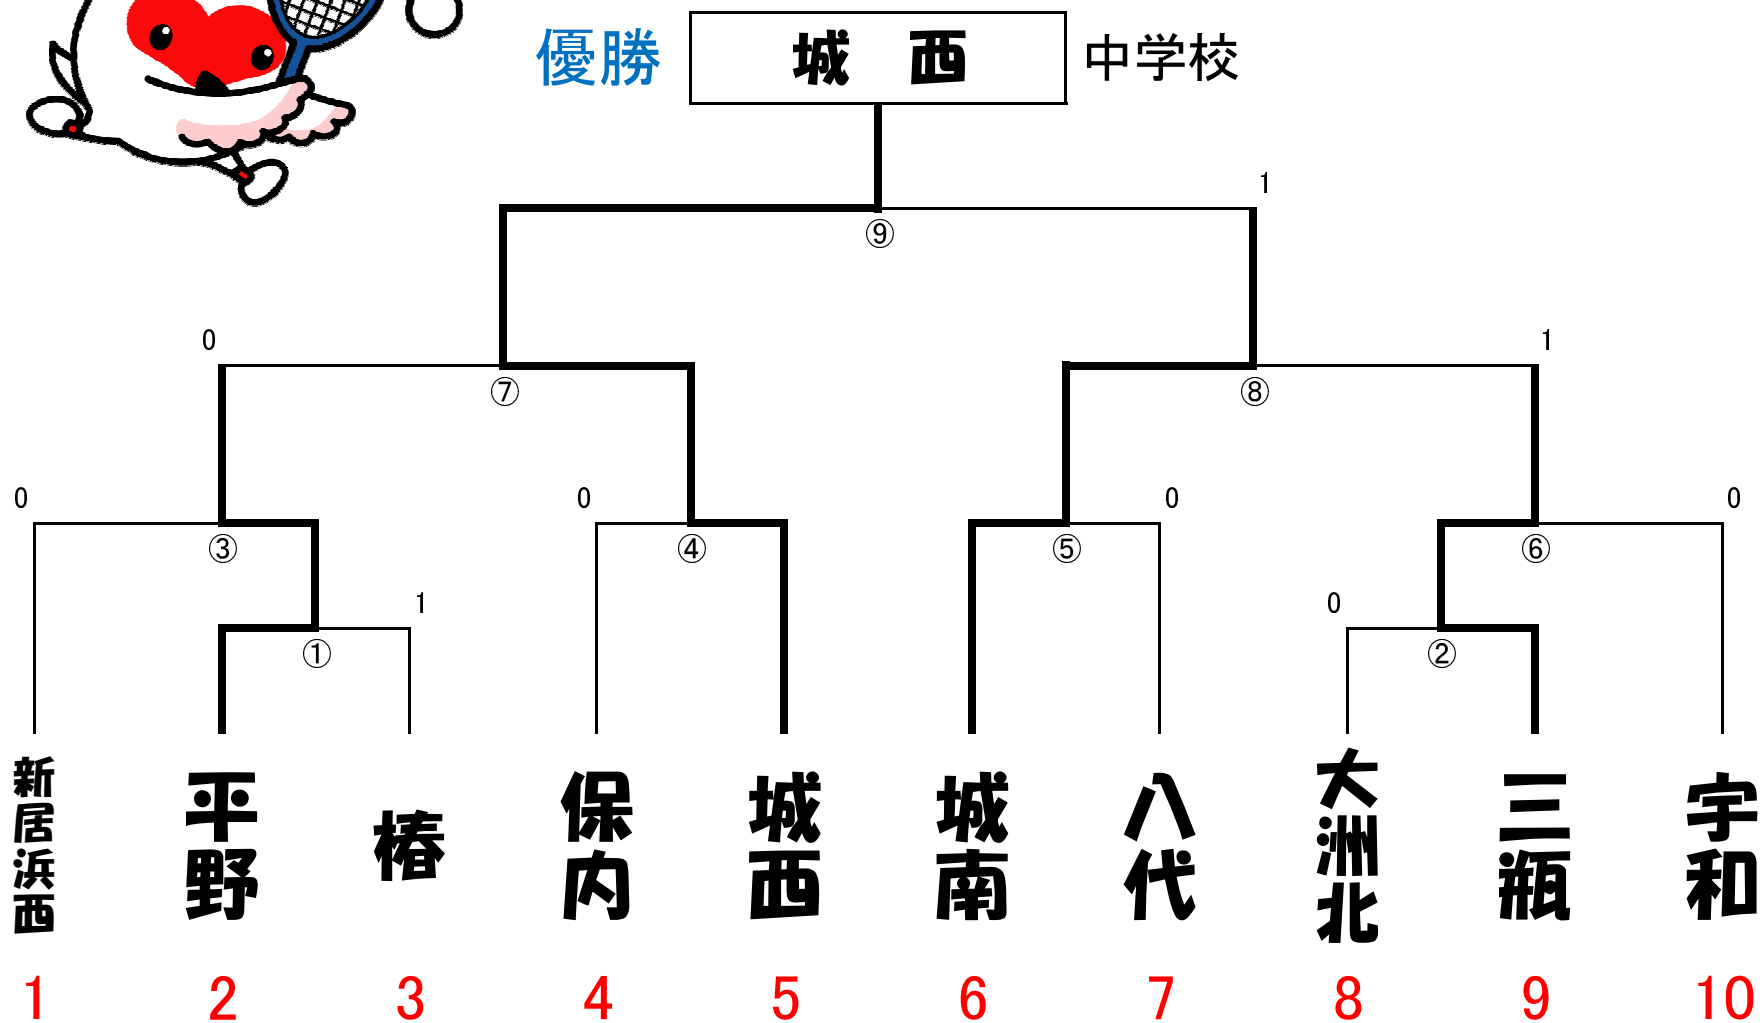 優勝 城 西 中学校
1
⑨
0 1
⑦ ⑧
0 0 0 0
③ ④ ⑤ ⑥
1 0
① ②
新居浜西 平野 椿 保内 城西 城南 八代 大洲北 三瓶 宇和
1 2 3 4 5 6 7 8 9 10